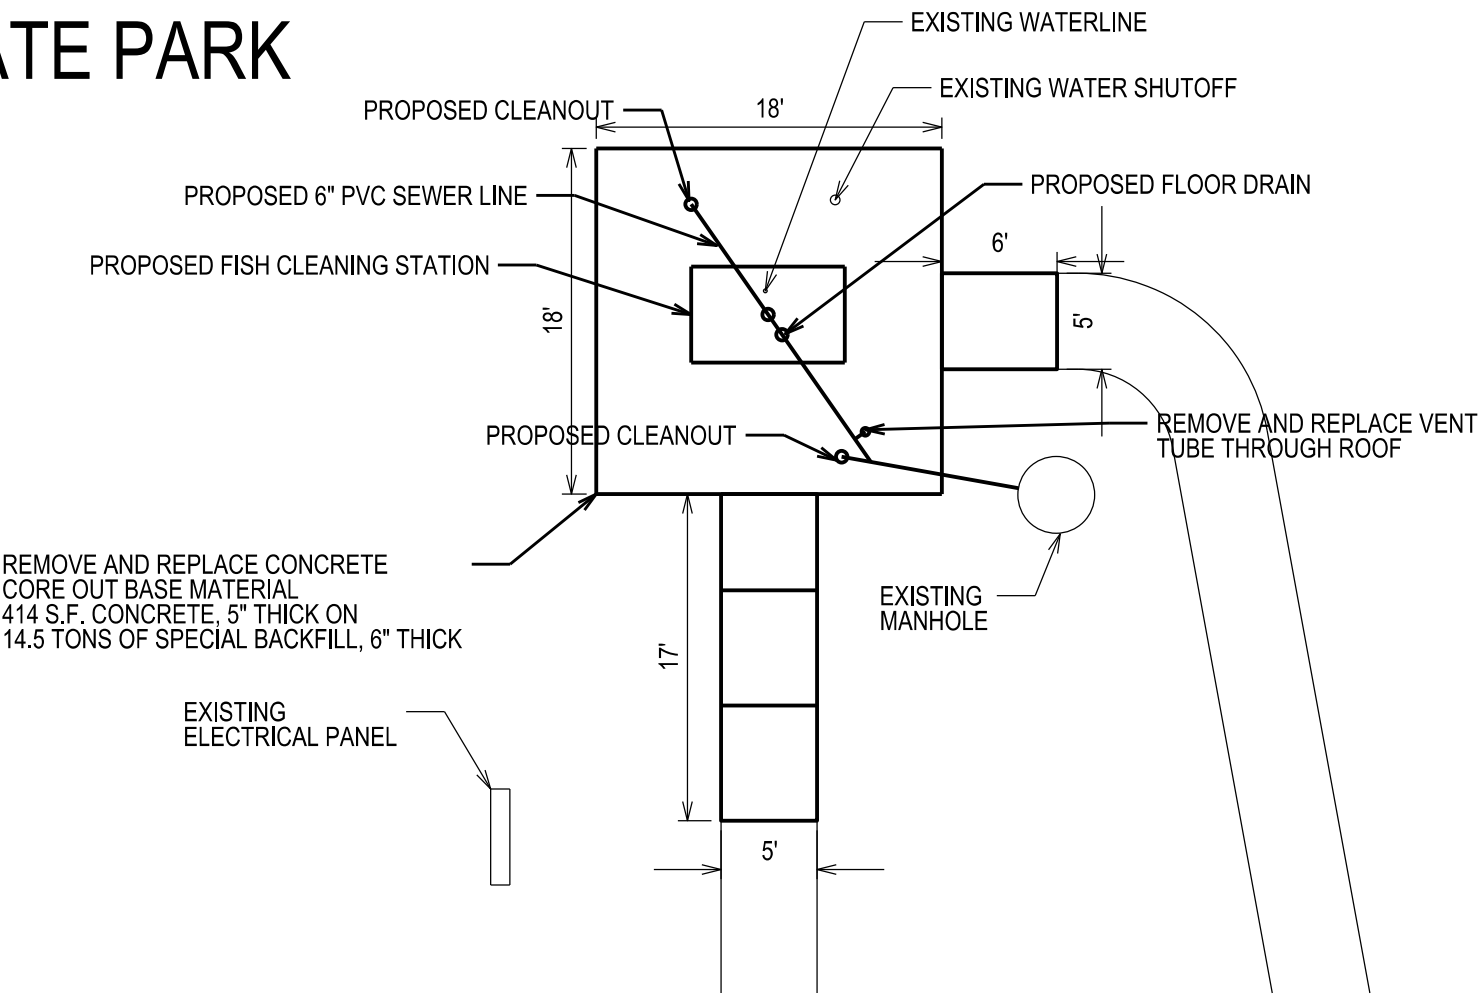 PARK
EXISTING WATERLINE
EXISTING WATER SHUTOFF
PROPOSED CLEANOUT
18'
PROPOSED 6" PVC SEWER LINE
PROPOSED FLOOR DRAIN
6'
PROPOSED FISH CLEANING STATION
18'
5'
PROPOSED CLEANOUT
REMOVE AND REPLACE VENT
TUBE THROUGH ROOF
REMOVE AND REPLACE CONCRETE
CORE OUT BASE MATERIAL
414 S.F. CONCRETE, 5" THICK ON
14.5 TONS OF SPECIAL BACKFILL, 6" THICK
EXISTING
MANHOLE
17'
EXISTING
ELECTRICAL PANEL
5'